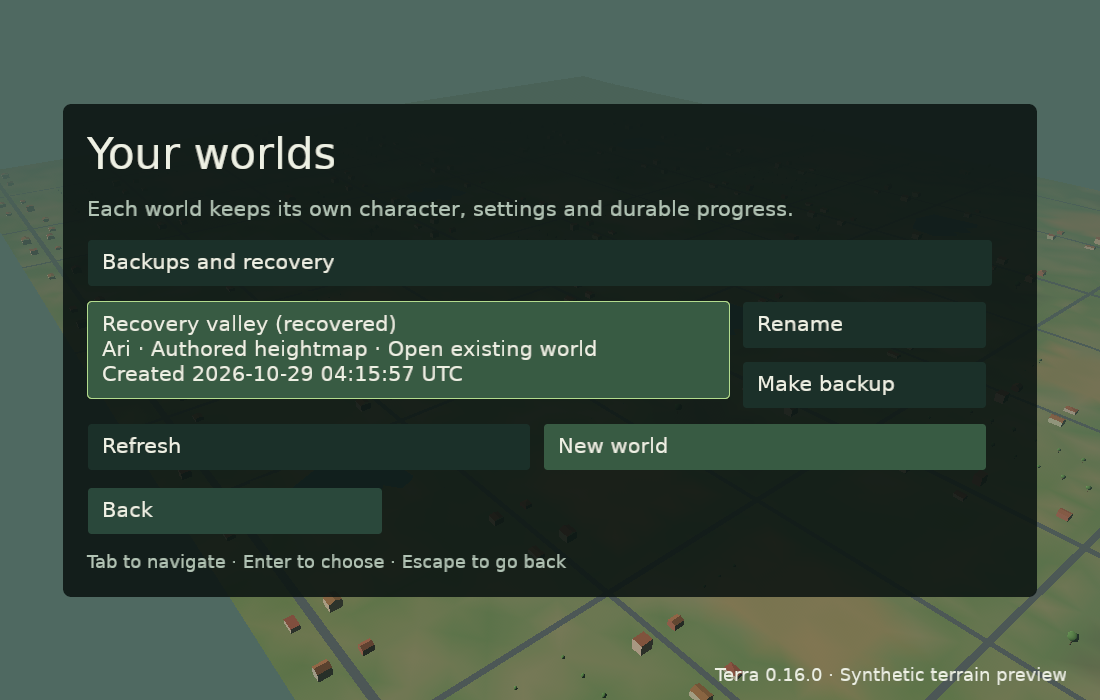 Your worlds
Each world keeps its own character, settings and durable progress.
Backups and recovery
Recovery valley (recovered)
Ari · Authored heightmap · Open existing world
Created 2026-10-29 04:15:57 UTC
Rename
Make backup
Refresh
New world
Back
Tab to navigate · Enter to choose · Escape to go back
Terra 0.16.0 · Synthetic terrain preview